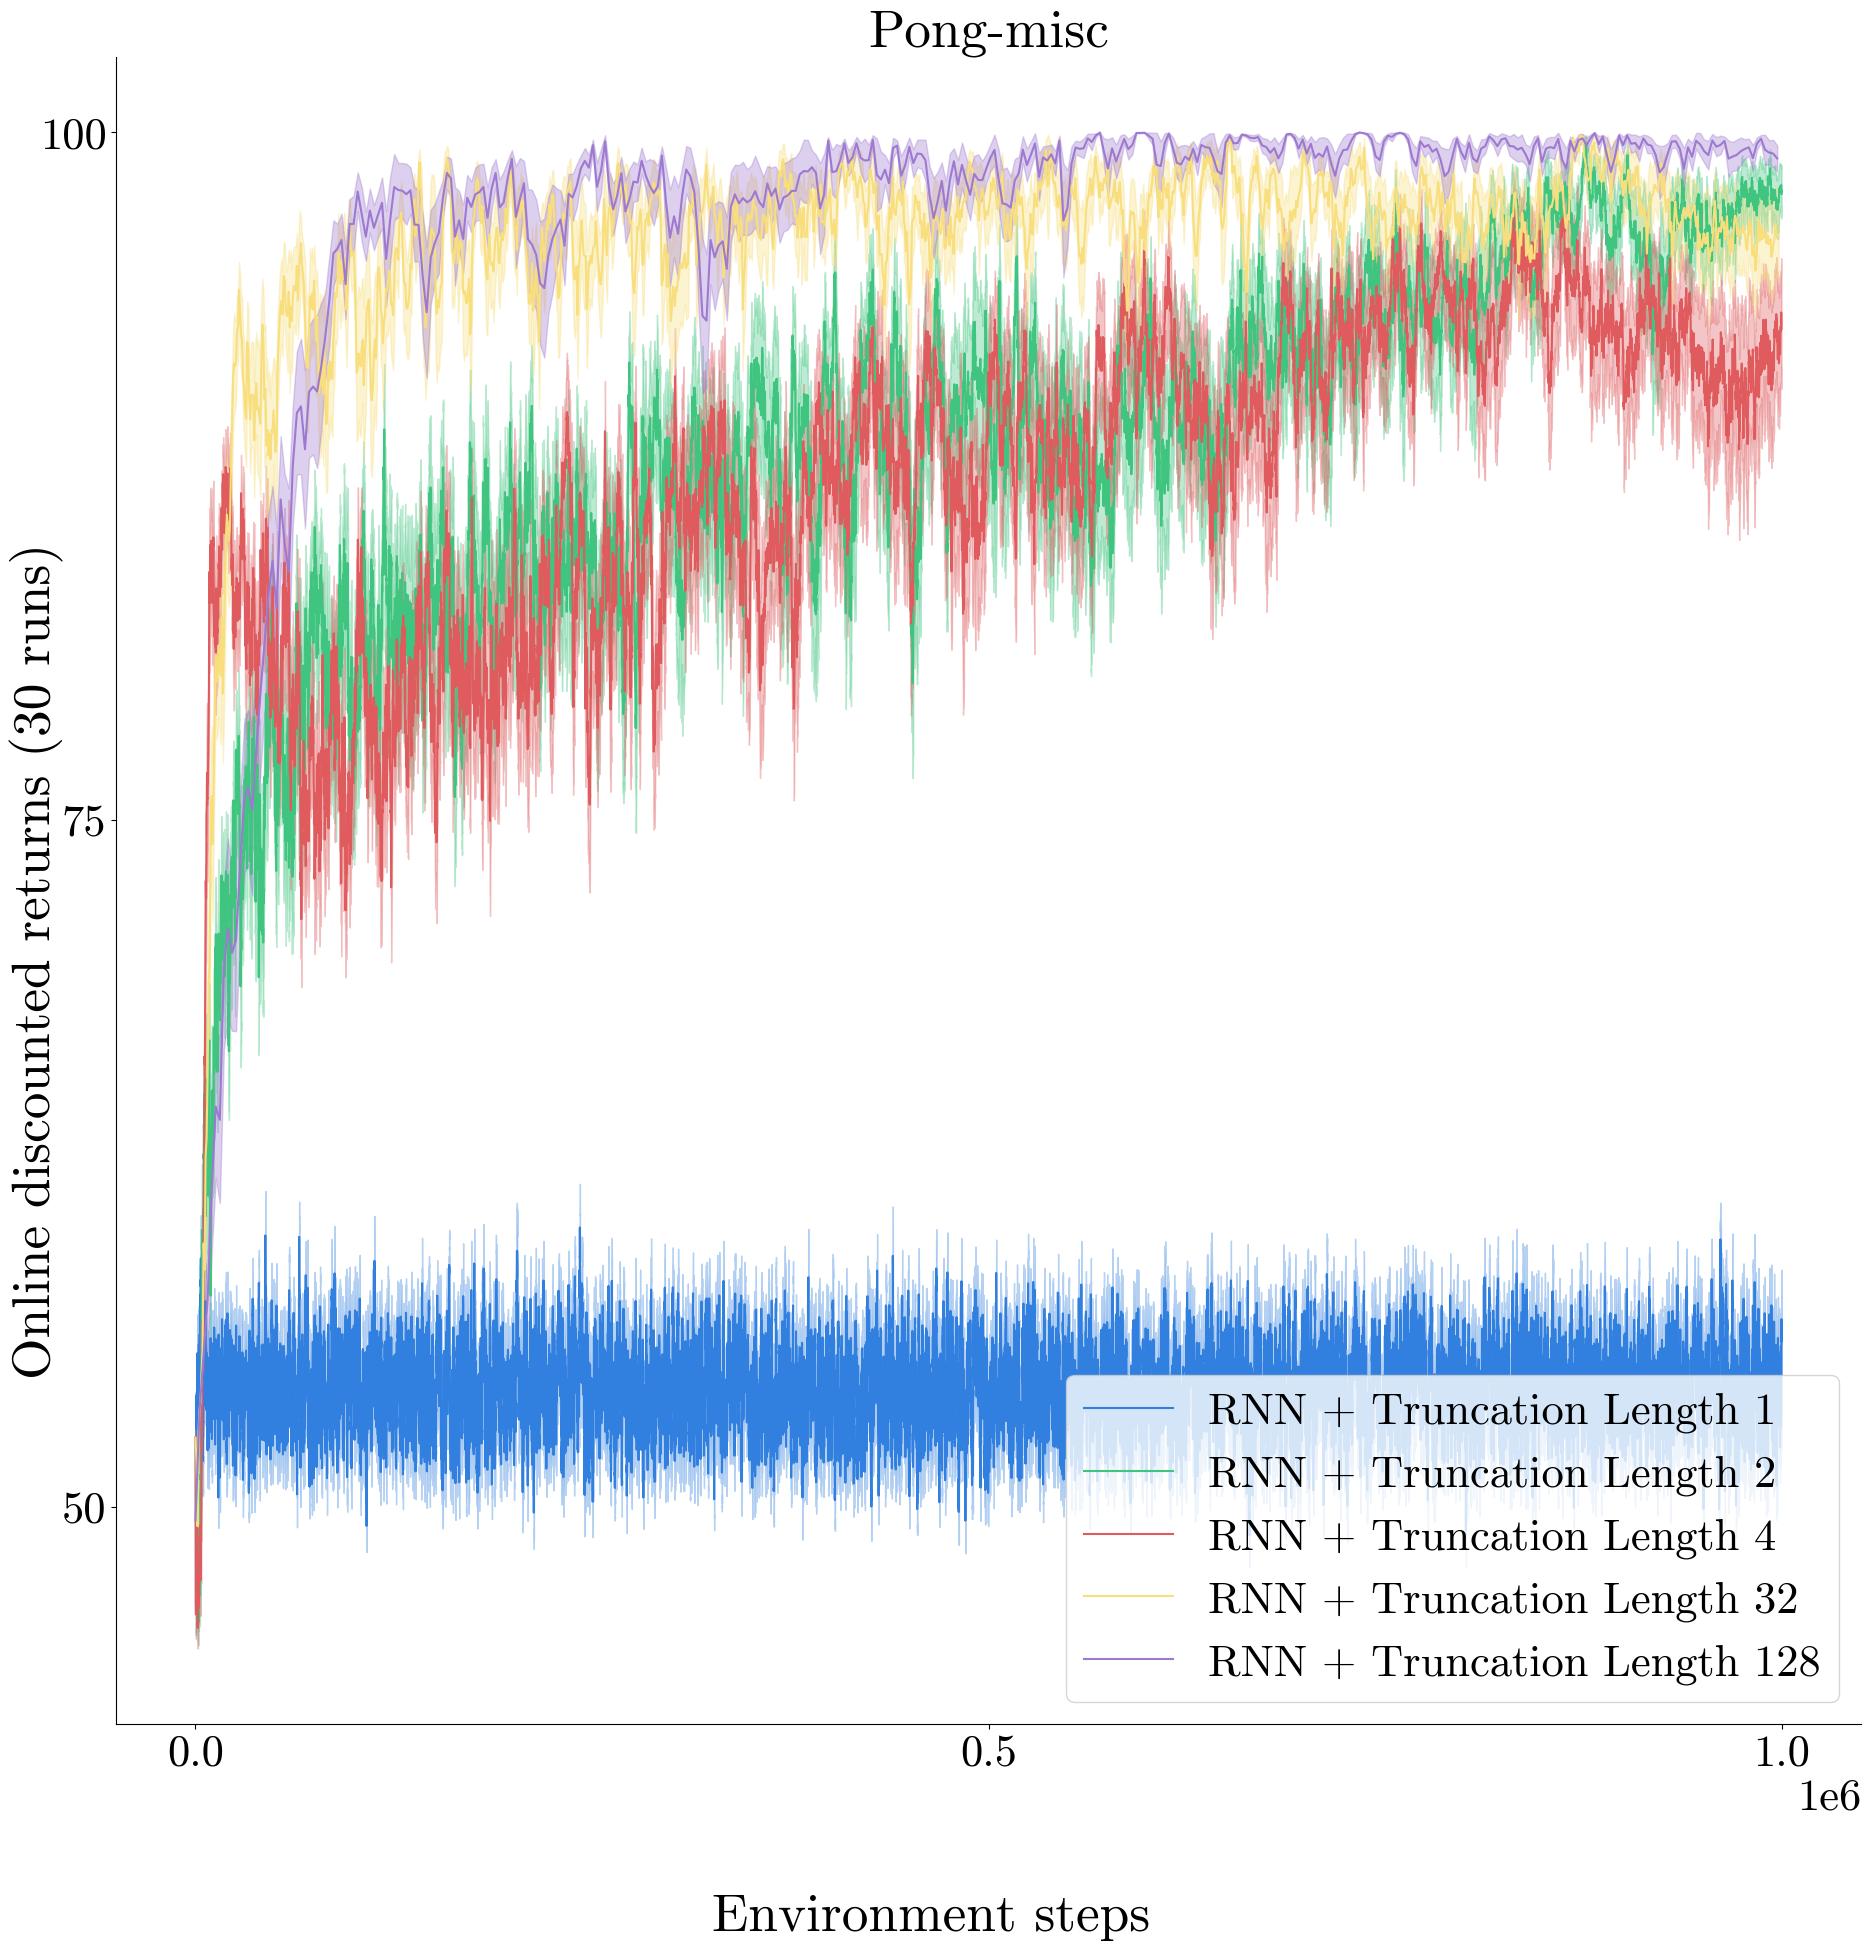 Pong-misc
Online discounted returns (30 runs)
100
75
50
RNN + Truncation Length 1
RNN + Truncation Length 2
RNN + Truncation Length 4
RNN + Truncation Length 32
RNN + Truncation Length 128
0.0 0.5 1.0
1e6
Environment steps